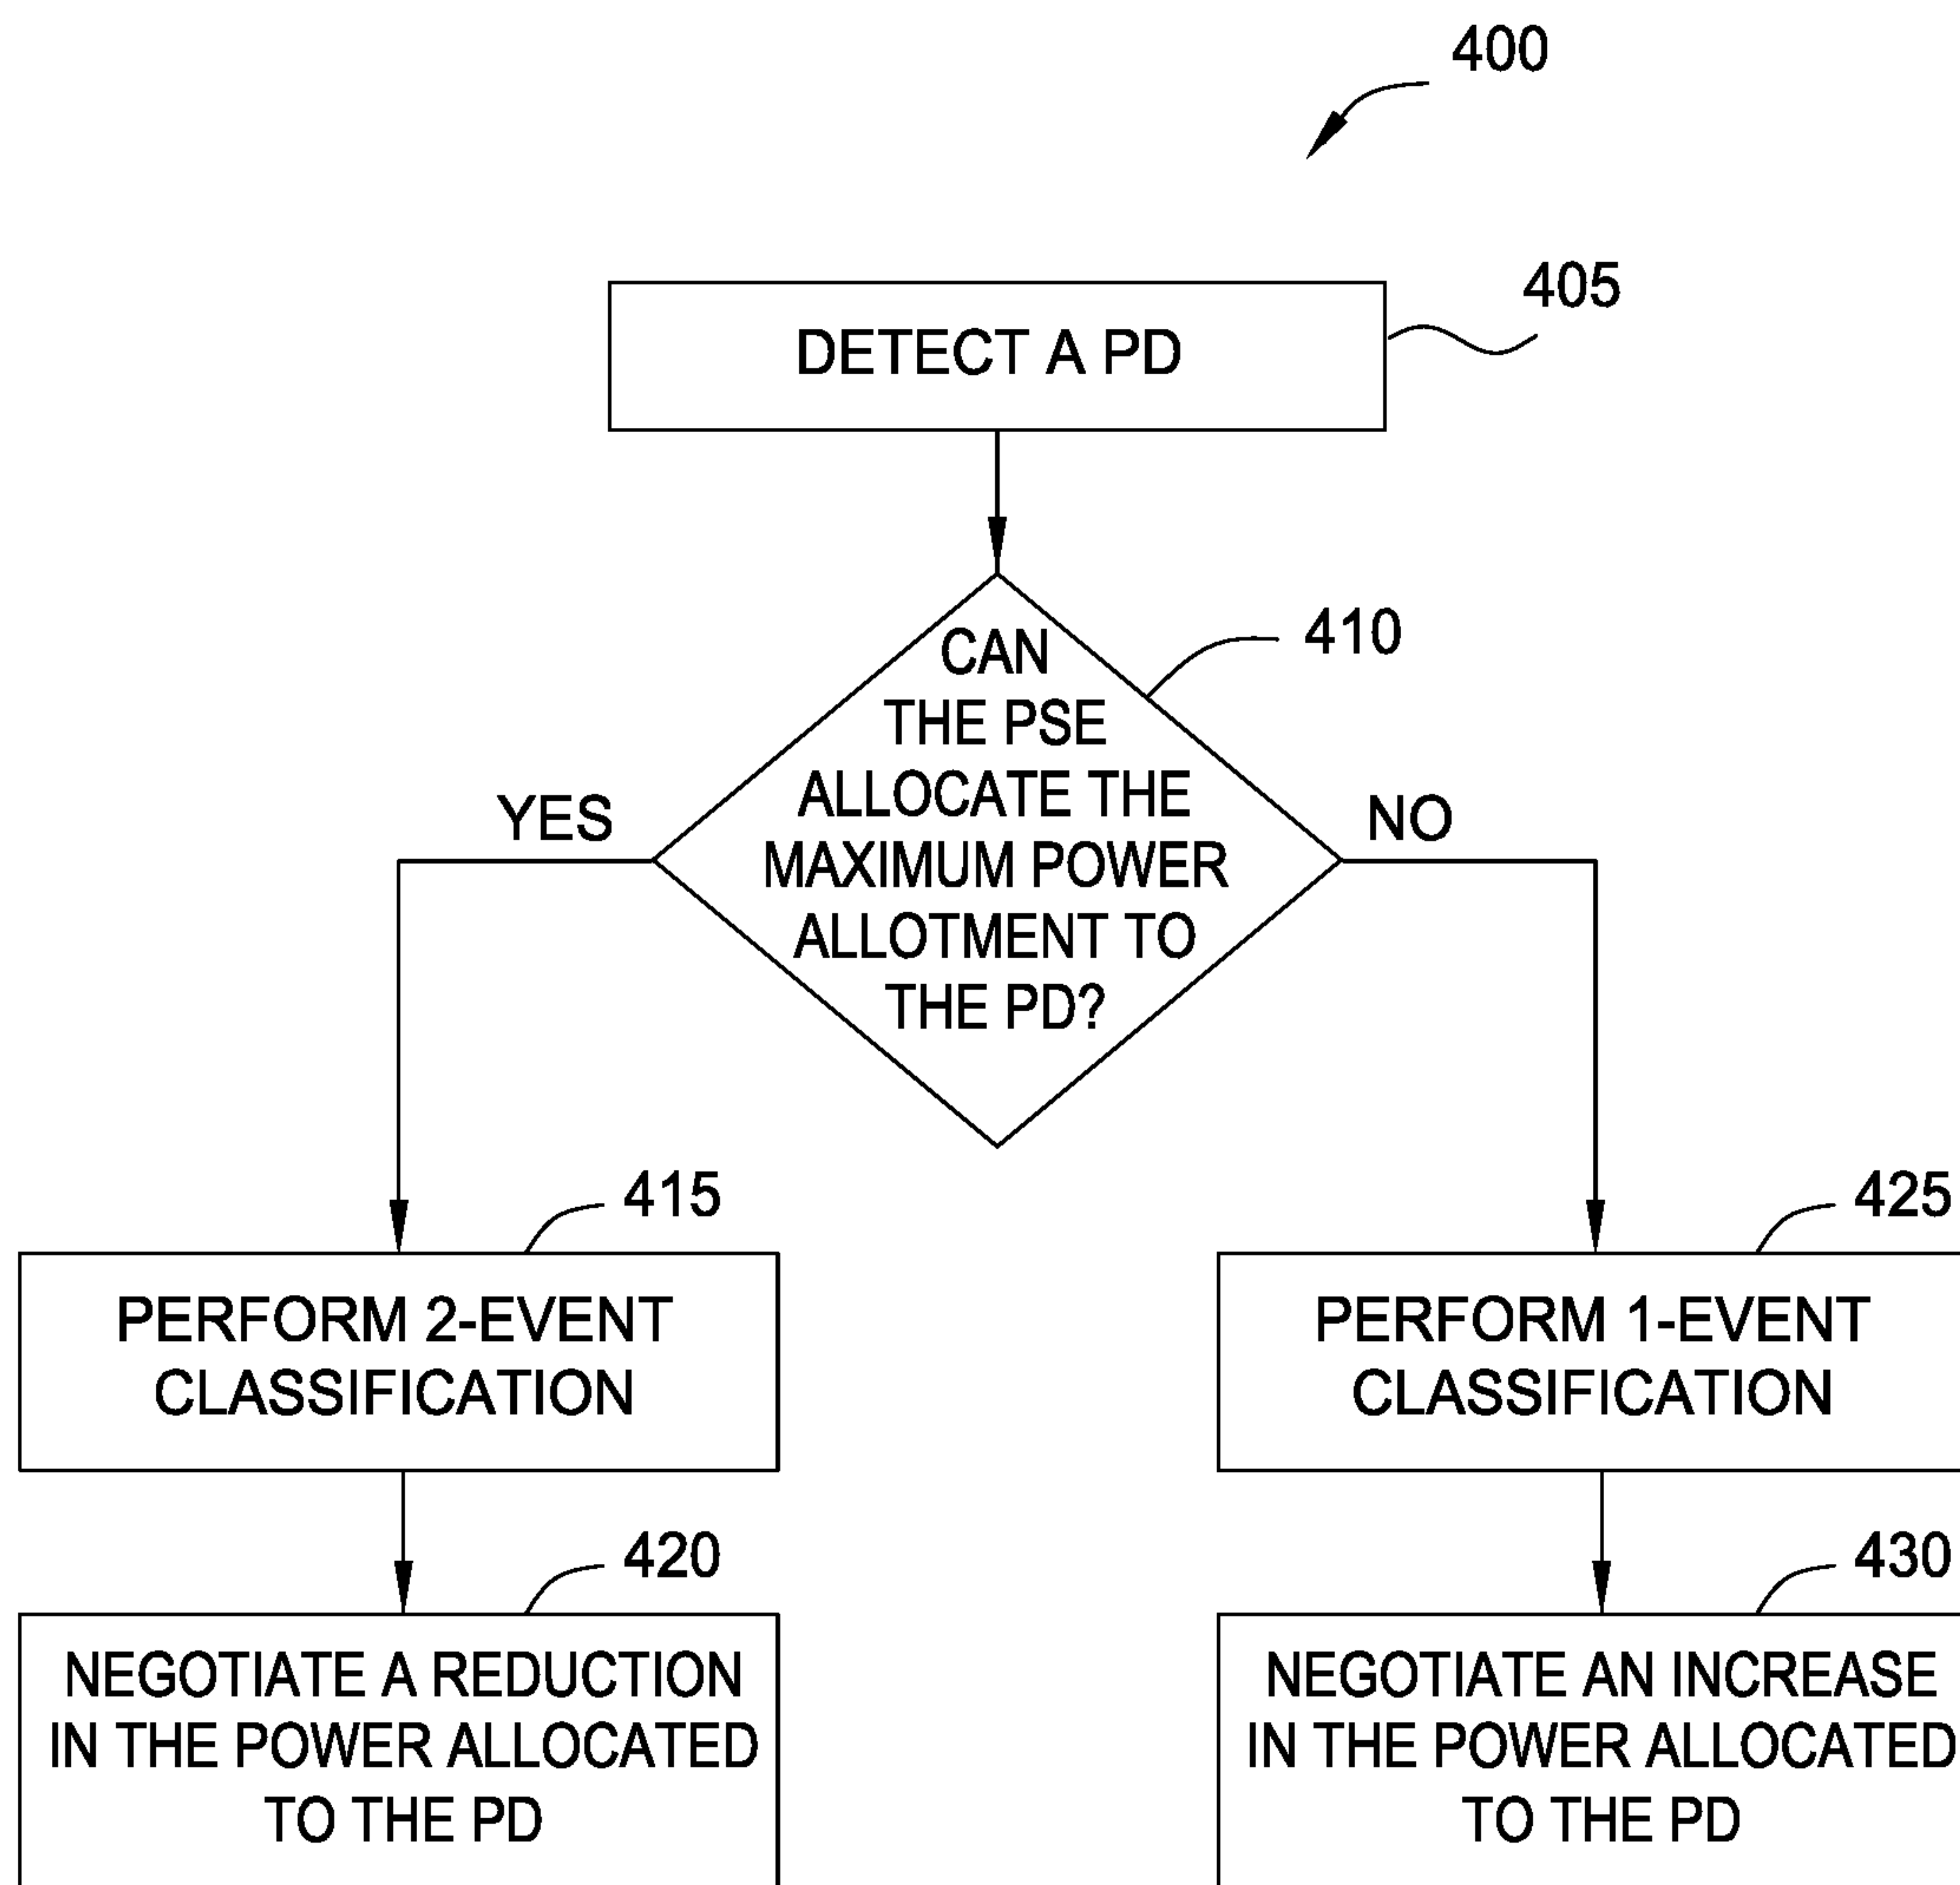 400
405
DETECT A PD
410
CAN
THE PSE
ALLOCATE THE
MAXIMUM POWER
ALLOTMENT TO
THE PD?
YES
NO
415
PERFORM 2-EVENT
CLASSIFICATION
425
PERFORM 1-EVENT
CLASSIFICATION
420
NEGOTIATE A REDUCTION
IN THE POWER ALLOCATED
TO THE PD
430
NEGOTIATE AN INCREASE
IN THE POWER ALLOCATED
TO THE PD